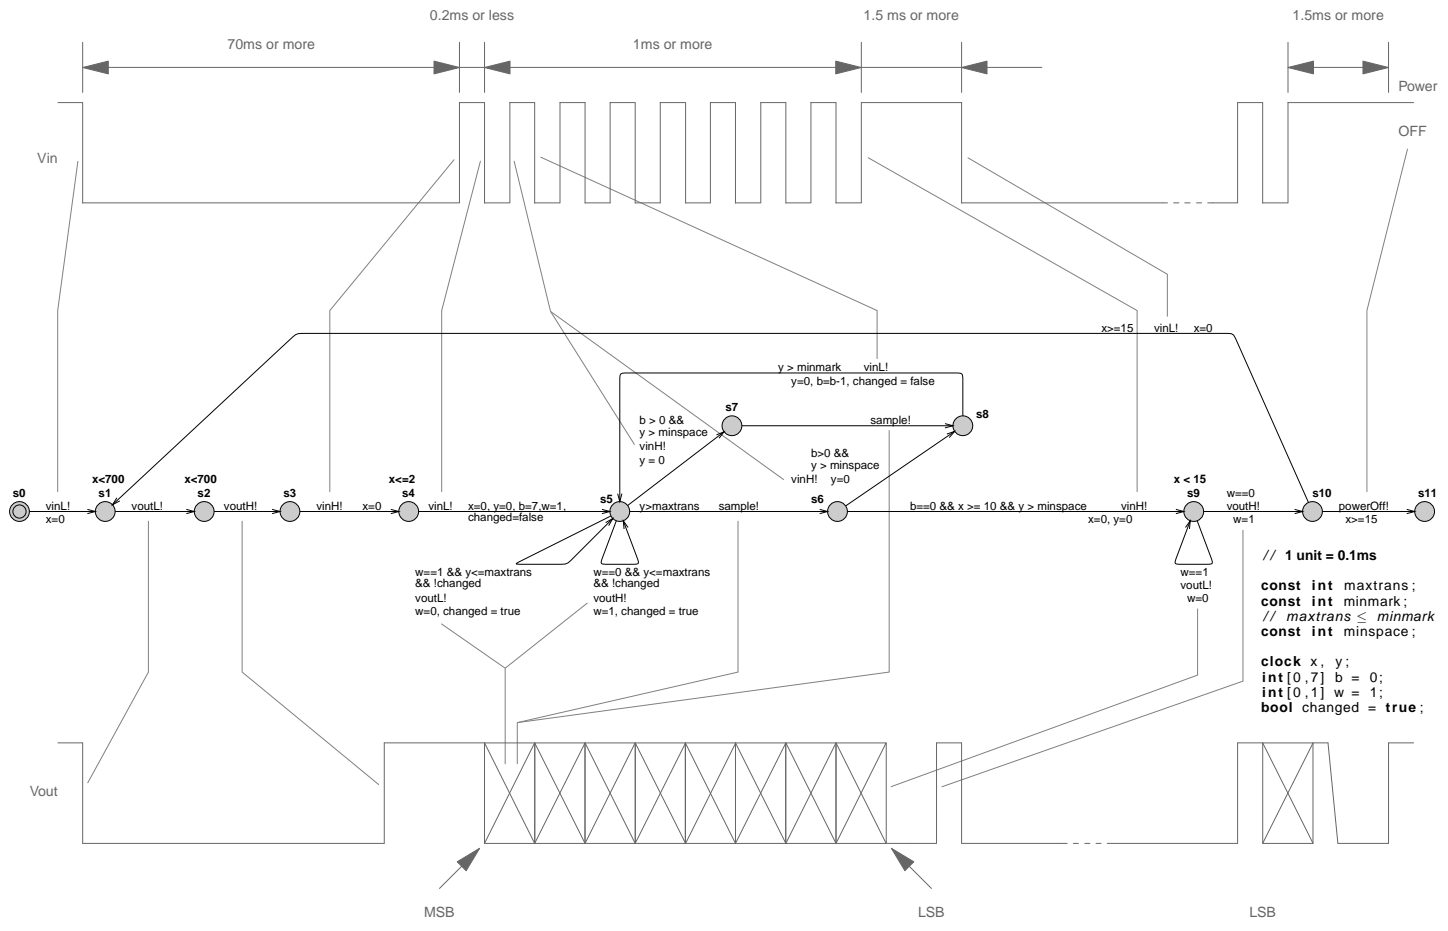 0.2ms or less
1.5 ms or more
1.5ms or more
70ms or more
1ms or more
Power
OFF
Vin
x>=15 vinL! x=0
y > minmark vinL!
y=0, b=b-1, changed = false
s7
s8
b > 0 &&
y > minspace
vinH!
y = 0
sample!
b>0 &&
y > minspace
vinH! y=0
x<700
s1
x<700
s2
s3
x<=2
s4
s0
s5
s6
x < 15
s9
s10
s11
vinL!
x=0
voutL!
voutH!
vinH! x=0
vinL! x=0, y=0, b=7,w=1,
changed=false
y>maxtrans sample!
b==0 && x >= 10 && y > minspace vinH!
x=0, y=0
w==0
voutH!
w=1
powerOff!
x>=15
w==1 && y<=maxtrans
&& !changed
voutL!
w=0, changed = true
w==0 && y<=maxtrans
&& !changed
voutH!
w=1, changed = true
w==1
voutL!
w=0
// 1 unit = 0.1ms
const int maxtrans;
const int minmark;
// maxtrans ≤ minmark
const int minspace;
clock x, y;
int[0,7] b = 0;
int[0,1] w = 1;
bool changed = true;
Vout
MSB
LSB
LSB